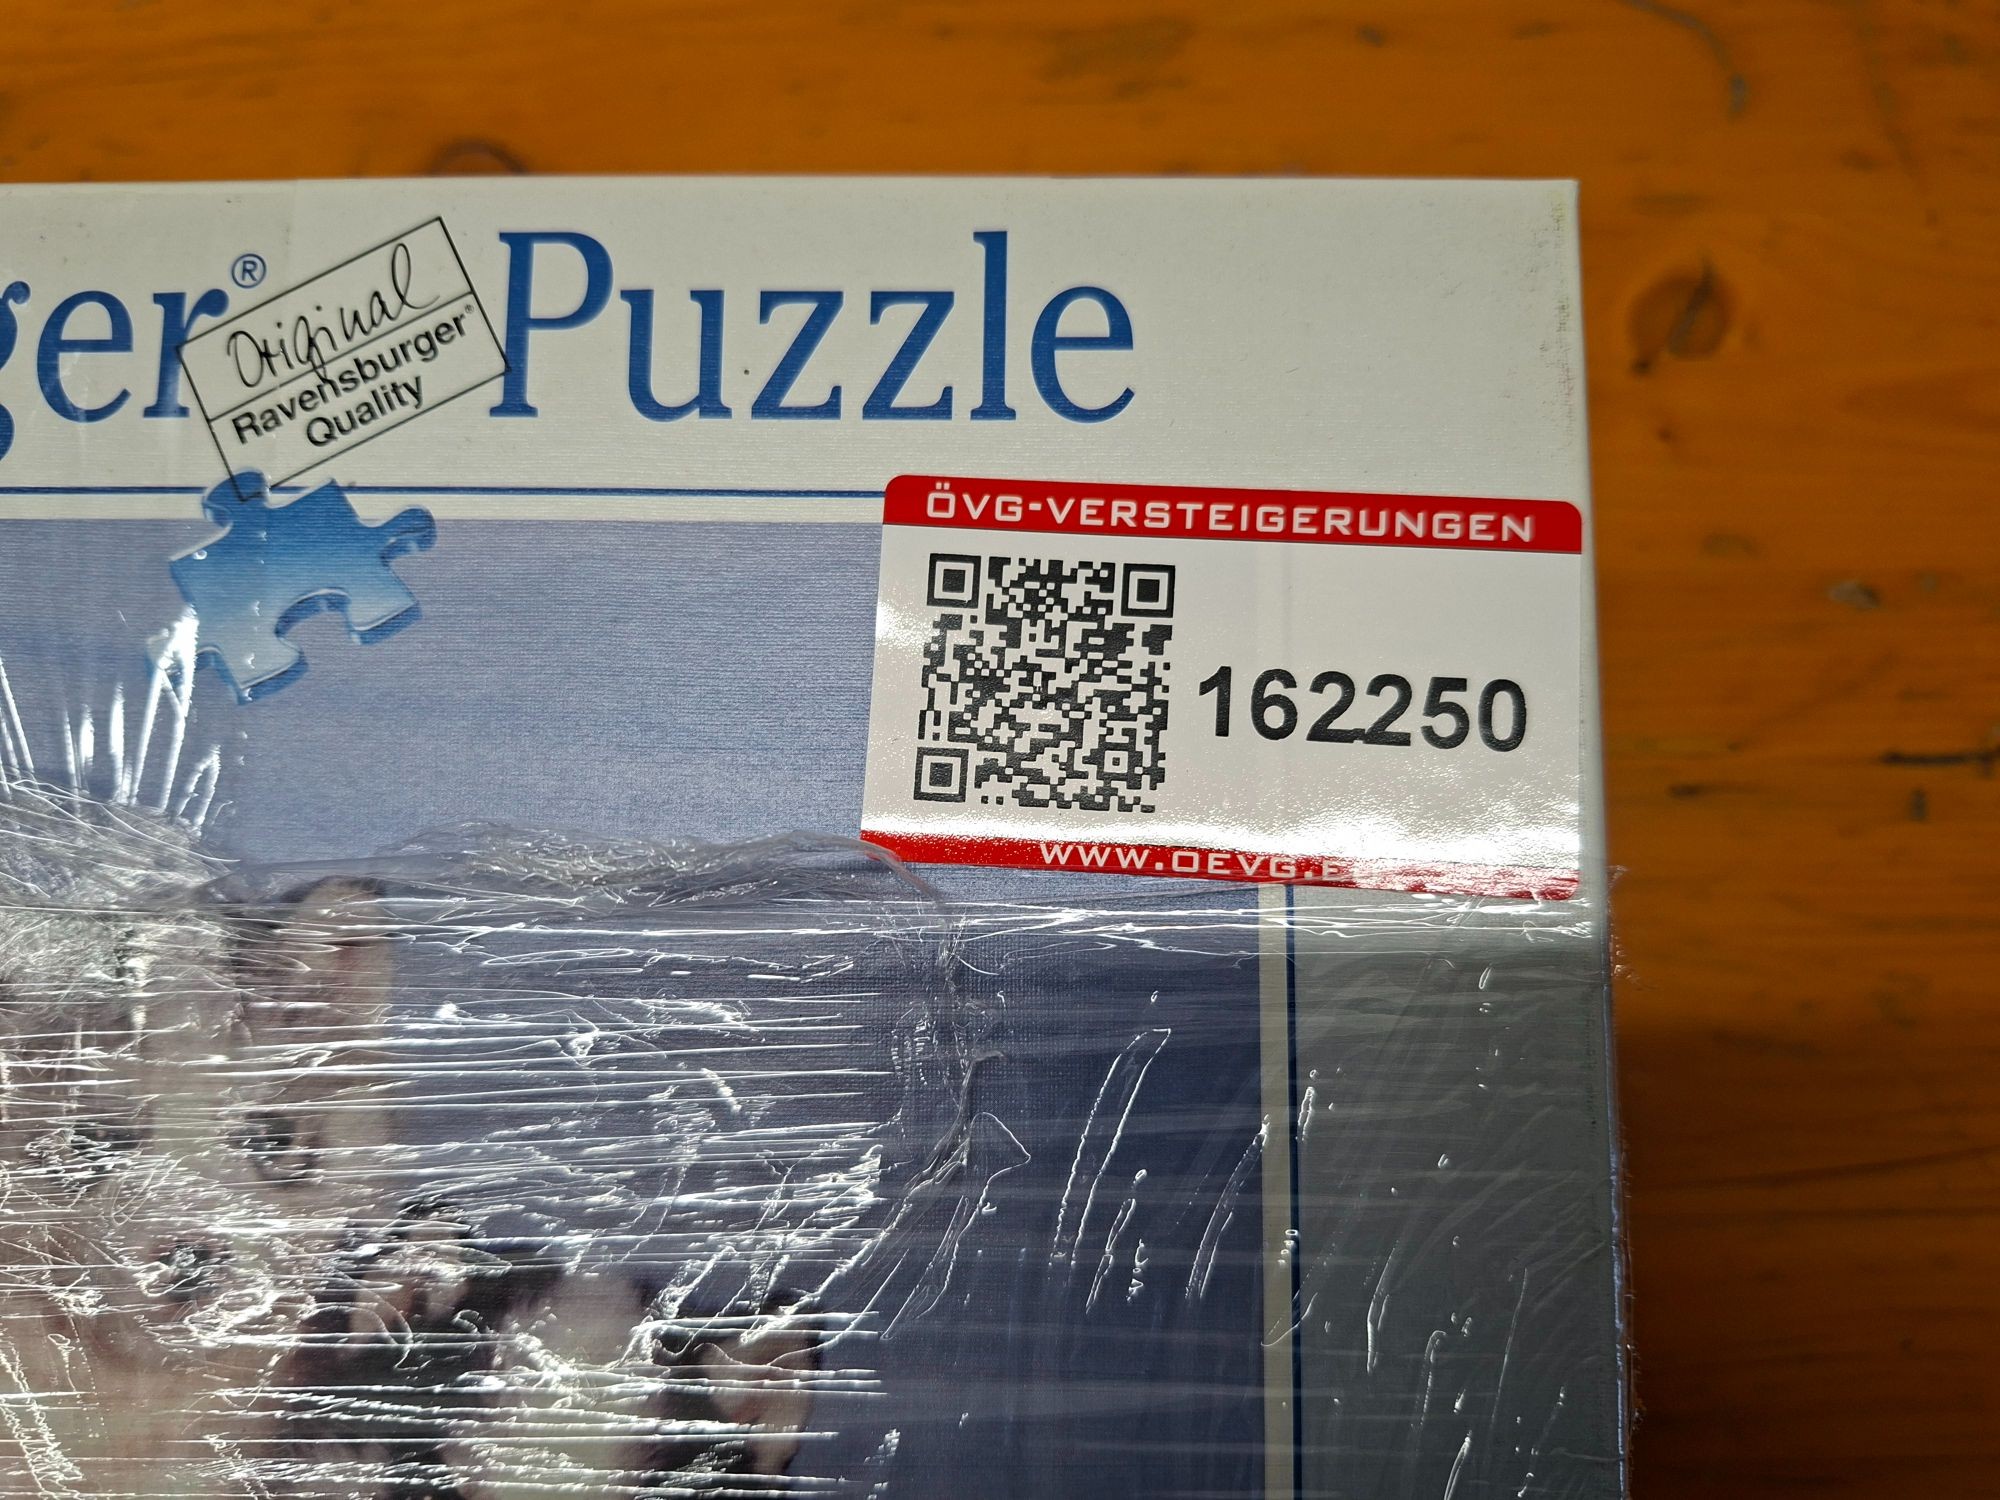 ger® Puzzle
Original
Ravensburger®
Quality
ÖVG-VERSTEIGERUNGEN
162250
WWW.OEVG.E